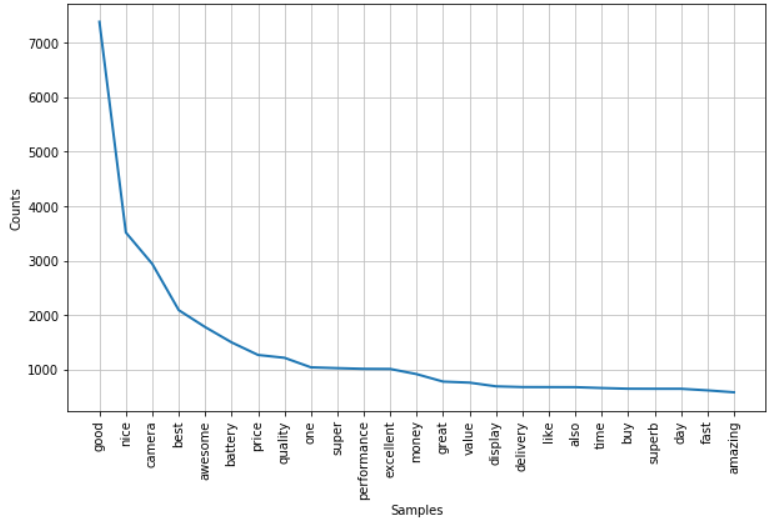 7000
6000
5000
4000
3000
2000
1000
Counts
good
nice
camera
best
awesome
battery
price
quality
one
super
performance
excellent
money
great
value
display
delivery
like
also
time
buy
superb
day
fast
amazing
Samples